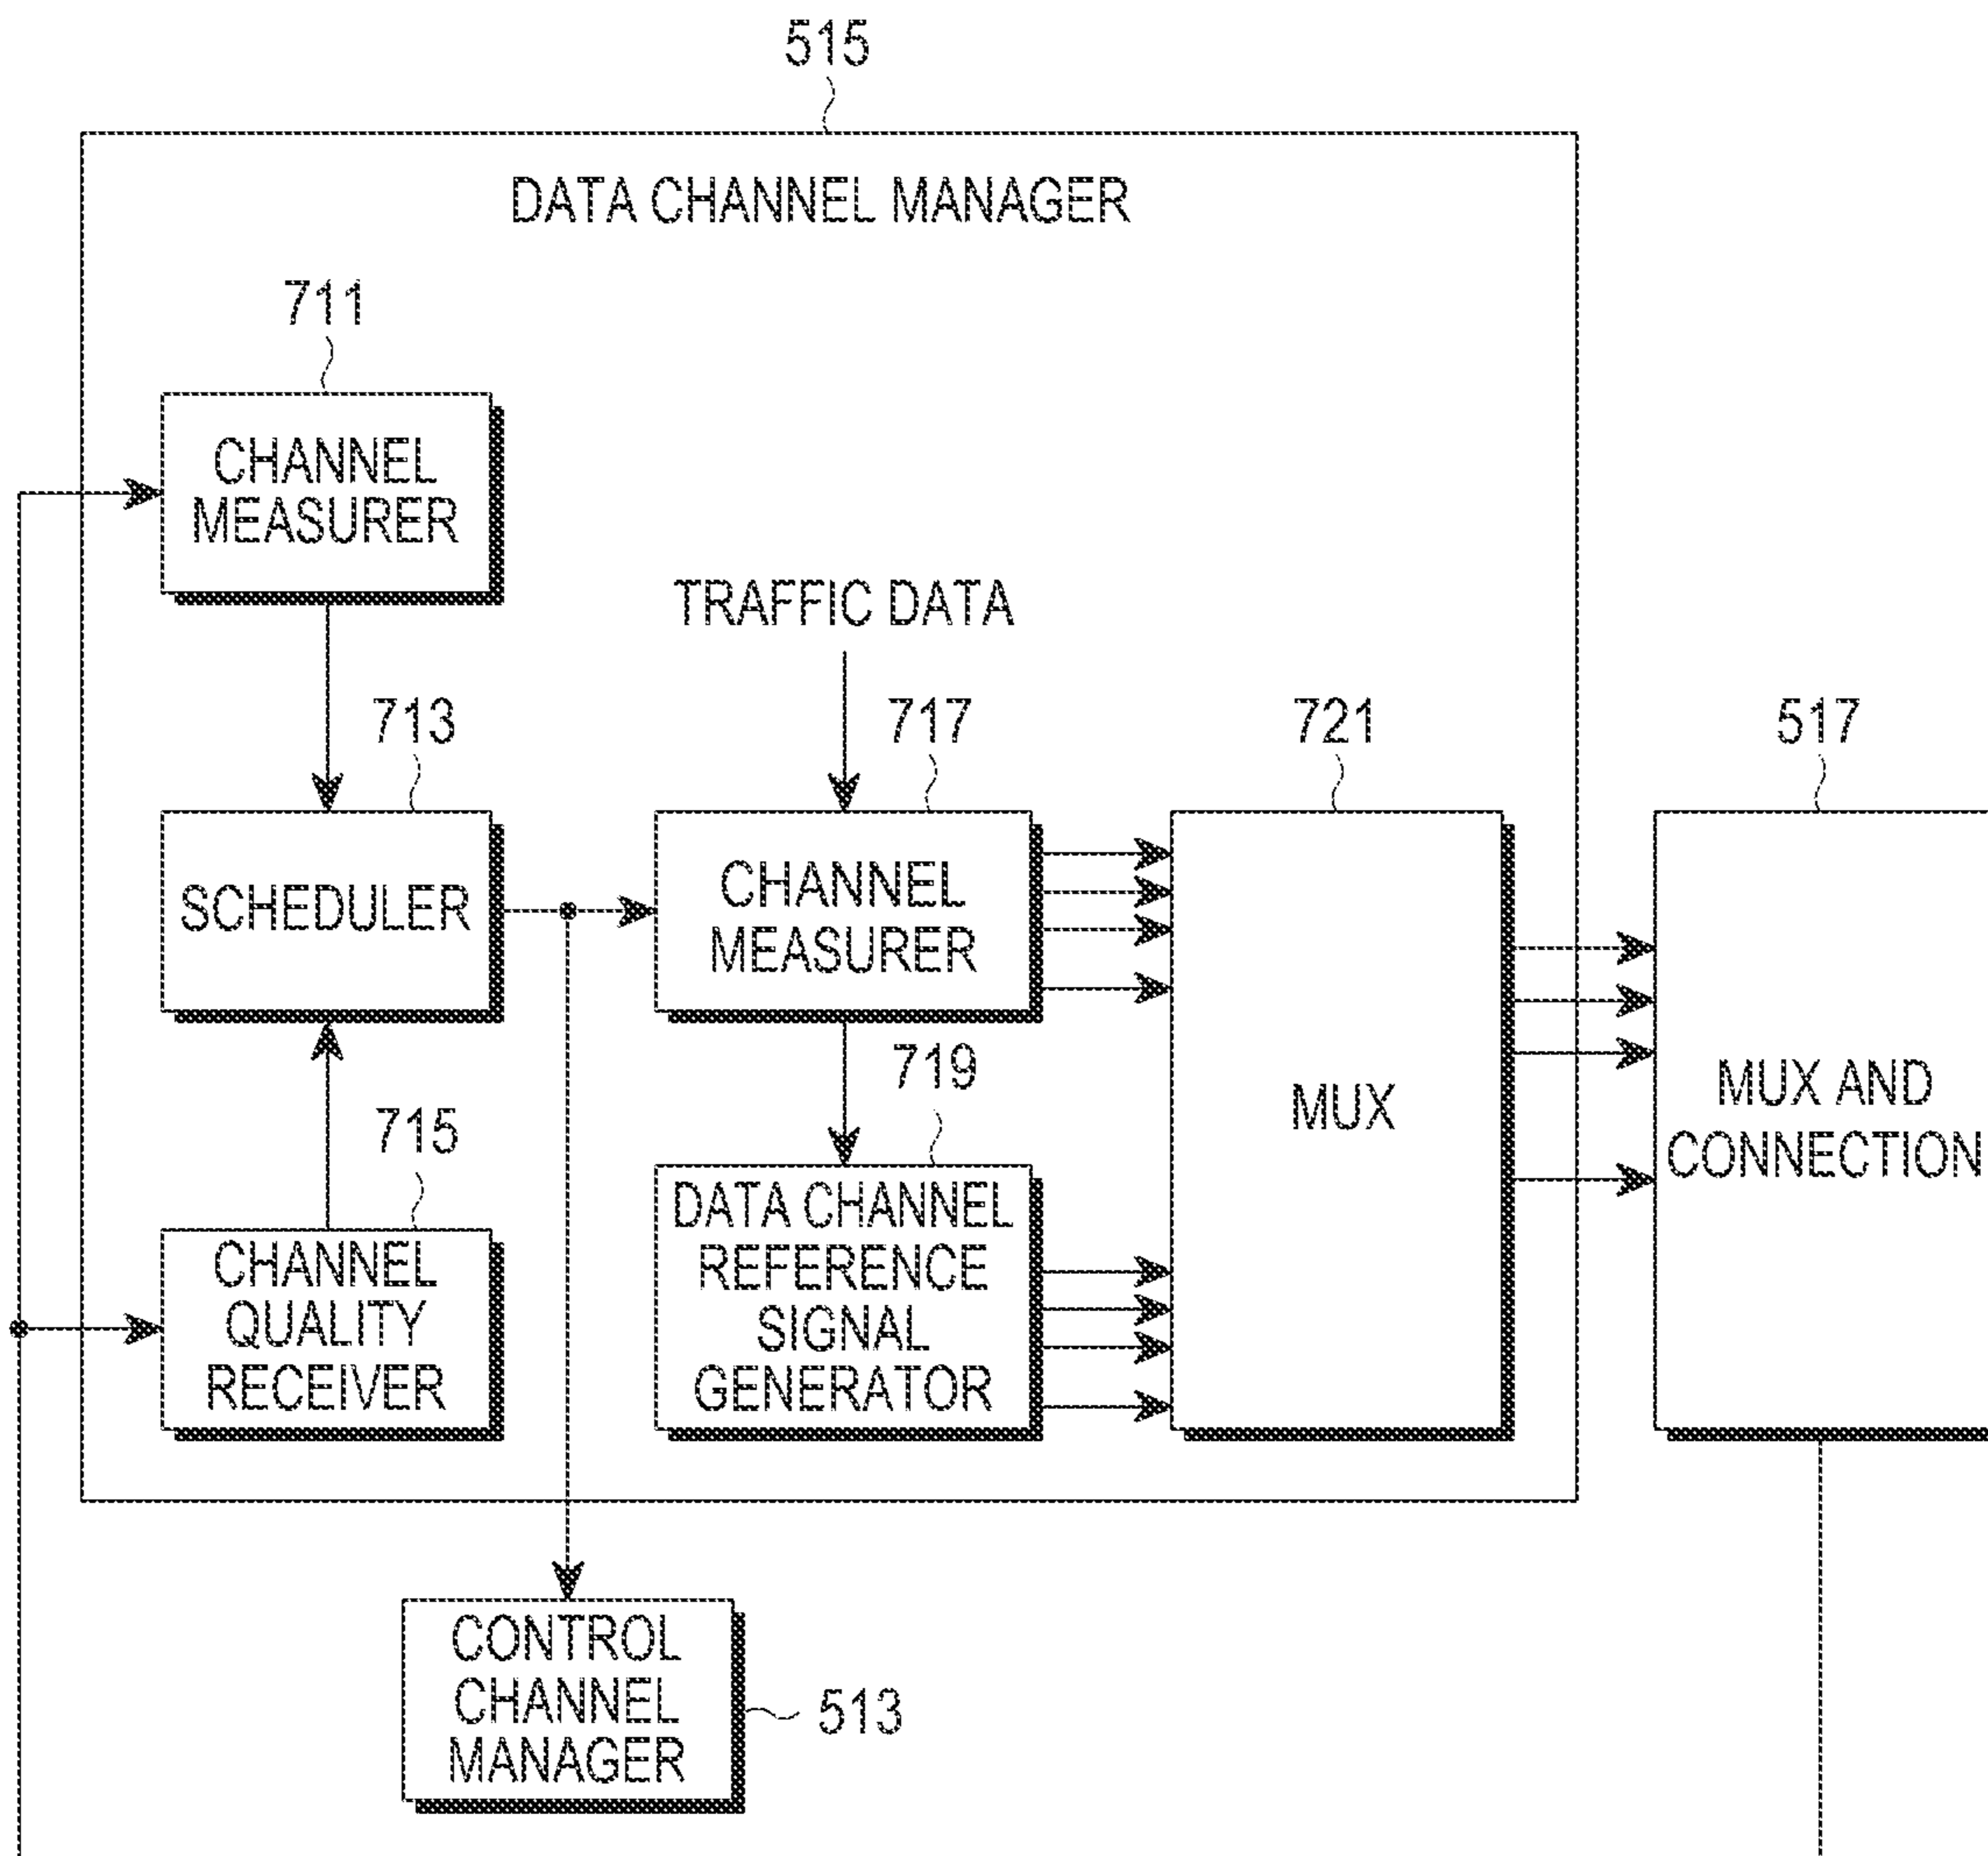 515
DATA CHANNEL MANAGER
711
CHANNEL
MEASURER
TRAFFIC DATA
713
717
721
517
SCHEDULER
CHANNEL
MEASURER
MUX
MUX AND
CONNECTION
719
715
CHANNEL
QUALITY
RECEIVER
DATA CHANNEL
REFERENCE
SIGNAL
GENERATOR
CONTROL
CHANNEL
MANAGER
513